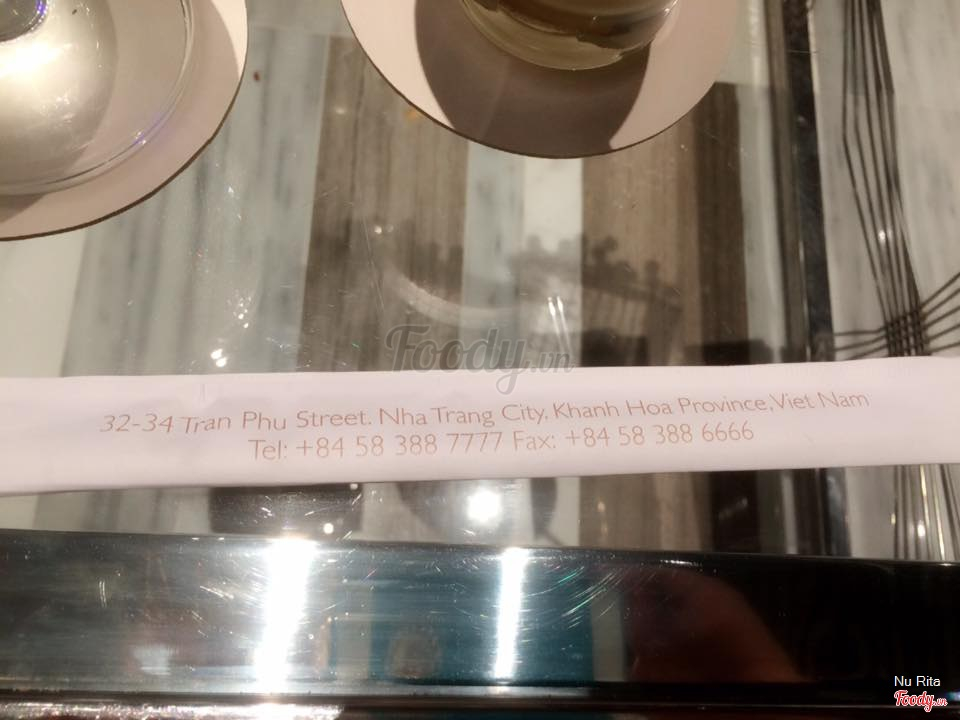 Foody.vn
32-34 Tran Phu Street. Nha Trang City, Khanh Hoa Province, Viet Nam
Tel: +84 58 388 7777 Fax: +84 58 388 6666
Nu Rita
Foody.vn